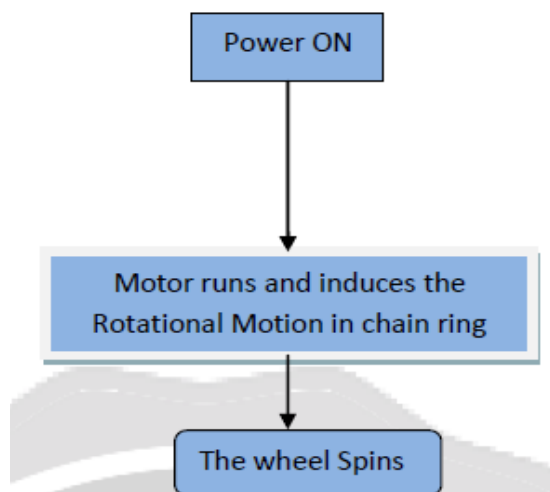 Power ON
Motor runs and induces the
Rotational Motion in chain ring
The wheel Spins